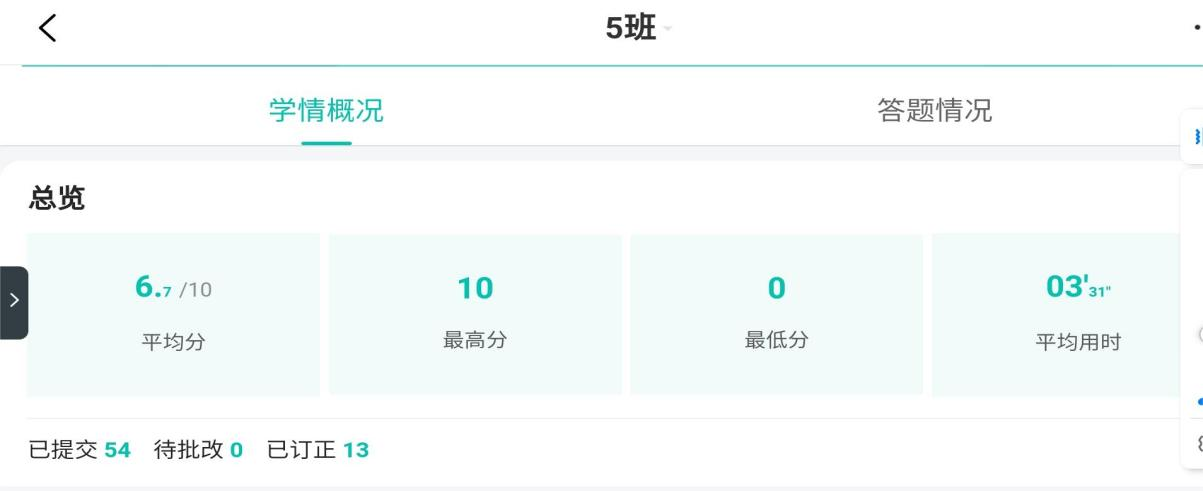 5班
学情概况 答题情况
总览
6.7 /10 10 0 03'31"
平均分 最高分 最低分 平均用时
已提交 54 待批改 0 已订正 13